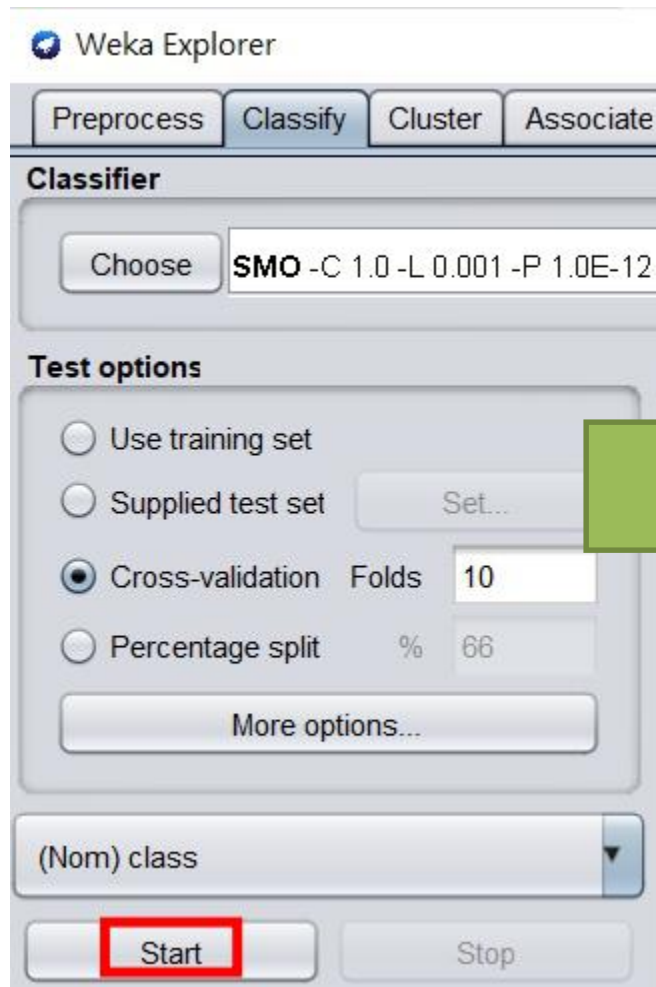 Weka Explorer
Preprocess Classify Cluster Associate
Classifier
Choose SMO -C 1.0 -L 0.001 -P 1.0E-12
Test options
Use training set
Supplied test set Set...
Cross-validation Folds 10
Percentage split % 66
More options...
(Nom) class
Start Stop